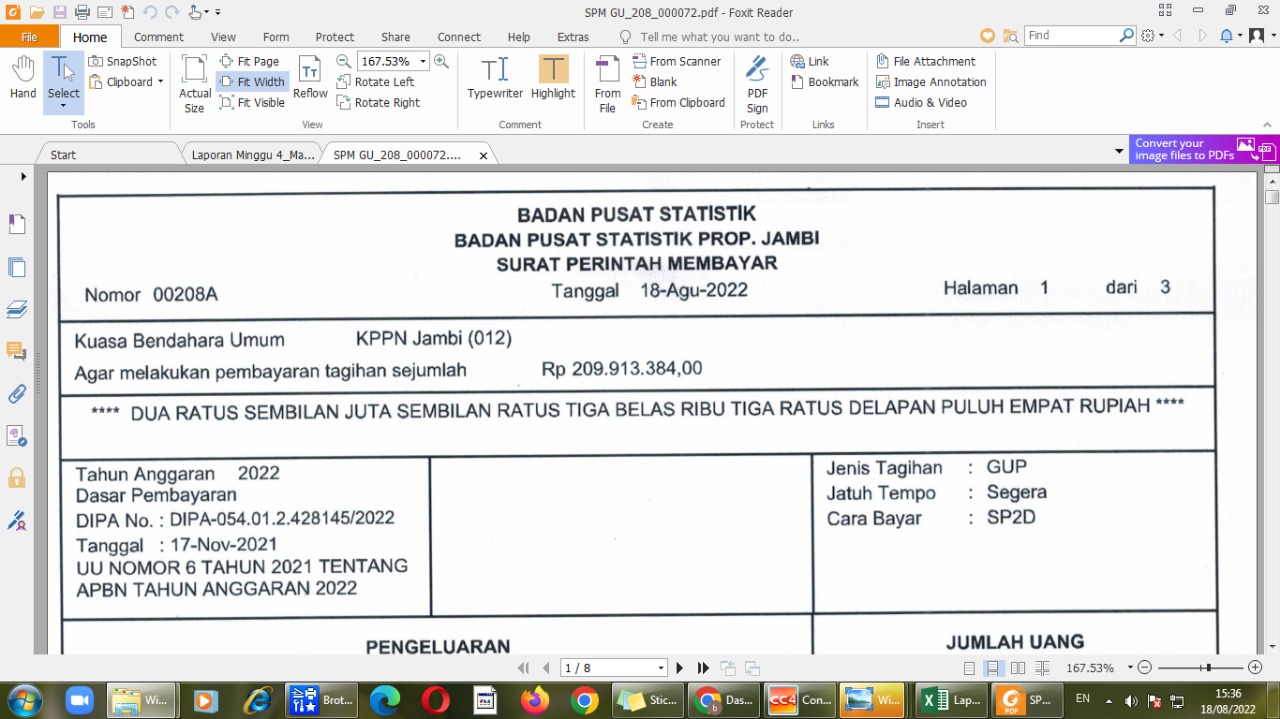 SPM GU_208_000072.pdf - Foxit Reader
File Home Comment View Form Protect Share Connect Help Extras Tell me what you want to do.. Find
Hand
Select
SnapShot
Clipboard
Tools
Actual Size
Fit Page
Fit Width
Fit Visible
Reflow
167.53%
Rotate Left
Rotate Right
View
Typewriter
Highlight
Comment
From File
From Scanner
Blank
From Clipboard
Create
PDF Sign
Protect
Link
Bookmark
Links
File Attachment
Image Annotation
Audio & Video
Insert
Start
Laporan Minggu 4_Ma...
SPM GU_208_000072....
Convert your
image files to PDFs
BADAN PUSAT STATISTIK
BADAN PUSAT STATISTIK PROP. JAMBI
SURAT PERINTAH MEMBAYAR
Nomor 00208A Tanggal 18-Agu-2022 Halaman 1 dari 3
Kuasa Bendahara Umum KPPN Jambi (012)
Agar melakukan pembayaran tagihan sejumlah Rp 209.913.384,00
**** DUA RATUS SEMBILAN JUTA SEMBILAN RATUS TIGA BELAS RIBU TIGA RATUS DELAPAN PULUH EMPAT RUPIAH ****
Tahun Anggaran 2022
Dasar Pembayaran
DIPA No. : DIPA-054.01.2.428145/2022
Tanggal : 17-Nov-2021
UU NOMOR 6 TAHUN 2021 TENTANG
APBN TAHUN ANGGARAN 2022
Jenis Tagihan : GUP
Jatuh Tempo : Segera
Cara Bayar : SP2D
PENGELUARAN JUMLAH UANG
1 / 8
167.53%
Wi... Brot... Stic... Das... CC4 Con... Wi... Lap... SP... EN
15:36
18/08/2022